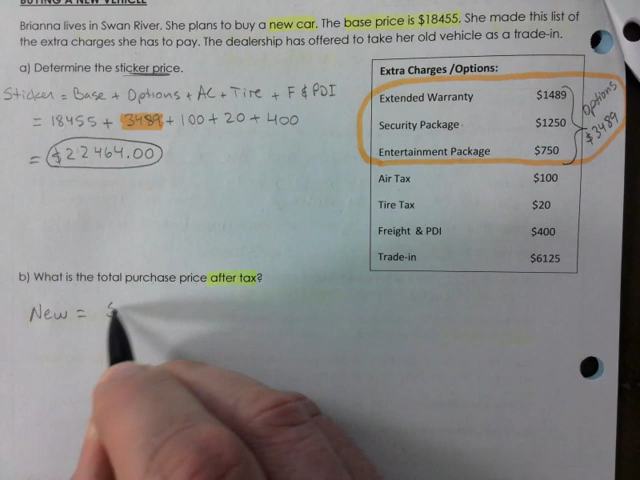 BUYING A NEW VEHICLE
Brianna lives in Swan River. She plans to buy a new car. The base price is $18455. She made this list of
the extra charges she has to pay. The dealership has offered to take her old vehicle as a trade-in.
a) Determine the sticker price.
Sticker = Base + Options + AC + Tire + F & PDI
= 18455 + 3489 + 100 + 20 + 400
= $22464.00
Extra Charges /Options:
Extended Warranty $1489
Security Package $1250
Entertainment Package $750
Air Tax $100
Tire Tax $20
Freight & PDI $400
Trade-in $6125
Options
$3489
b) What is the total purchase price after tax?
New = $